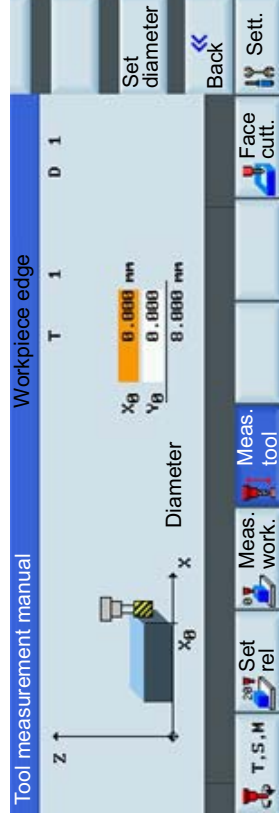 Tool measurement manual Workpiece edge
T 1 D 1
Z
X
X0
X0 0.000 mm
Y0 0.000
Diameter 8.000 mm
Set
diameter
«
Back
T,S,M
Set
rel
Meas.
work.
Meas.
tool
Face
cutt.
Sett.